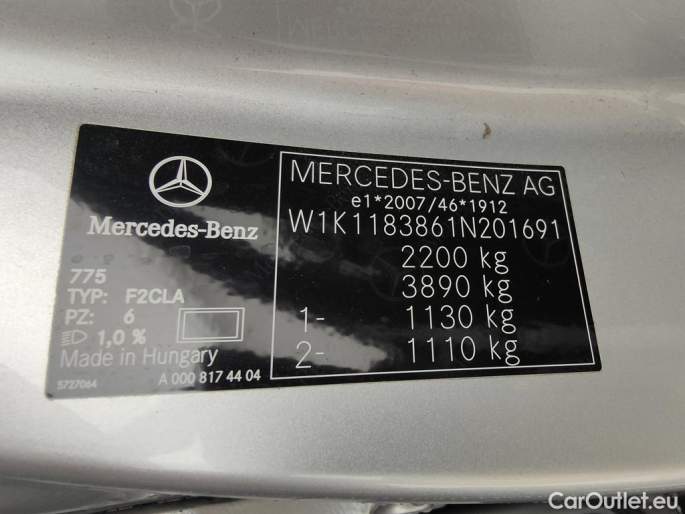 Mercedes-Benz
775
TYP: F2CLA
PZ: 6
1,0 %
Made in Hungary
5727064
A 000 817 44 04
MERCEDES-BENZ AG
e1*2007/46*1912
W1K1183861N201691
2200 kg
3890 kg
1- 1130 kg
2- 1110 kg
CarOutlet.eu